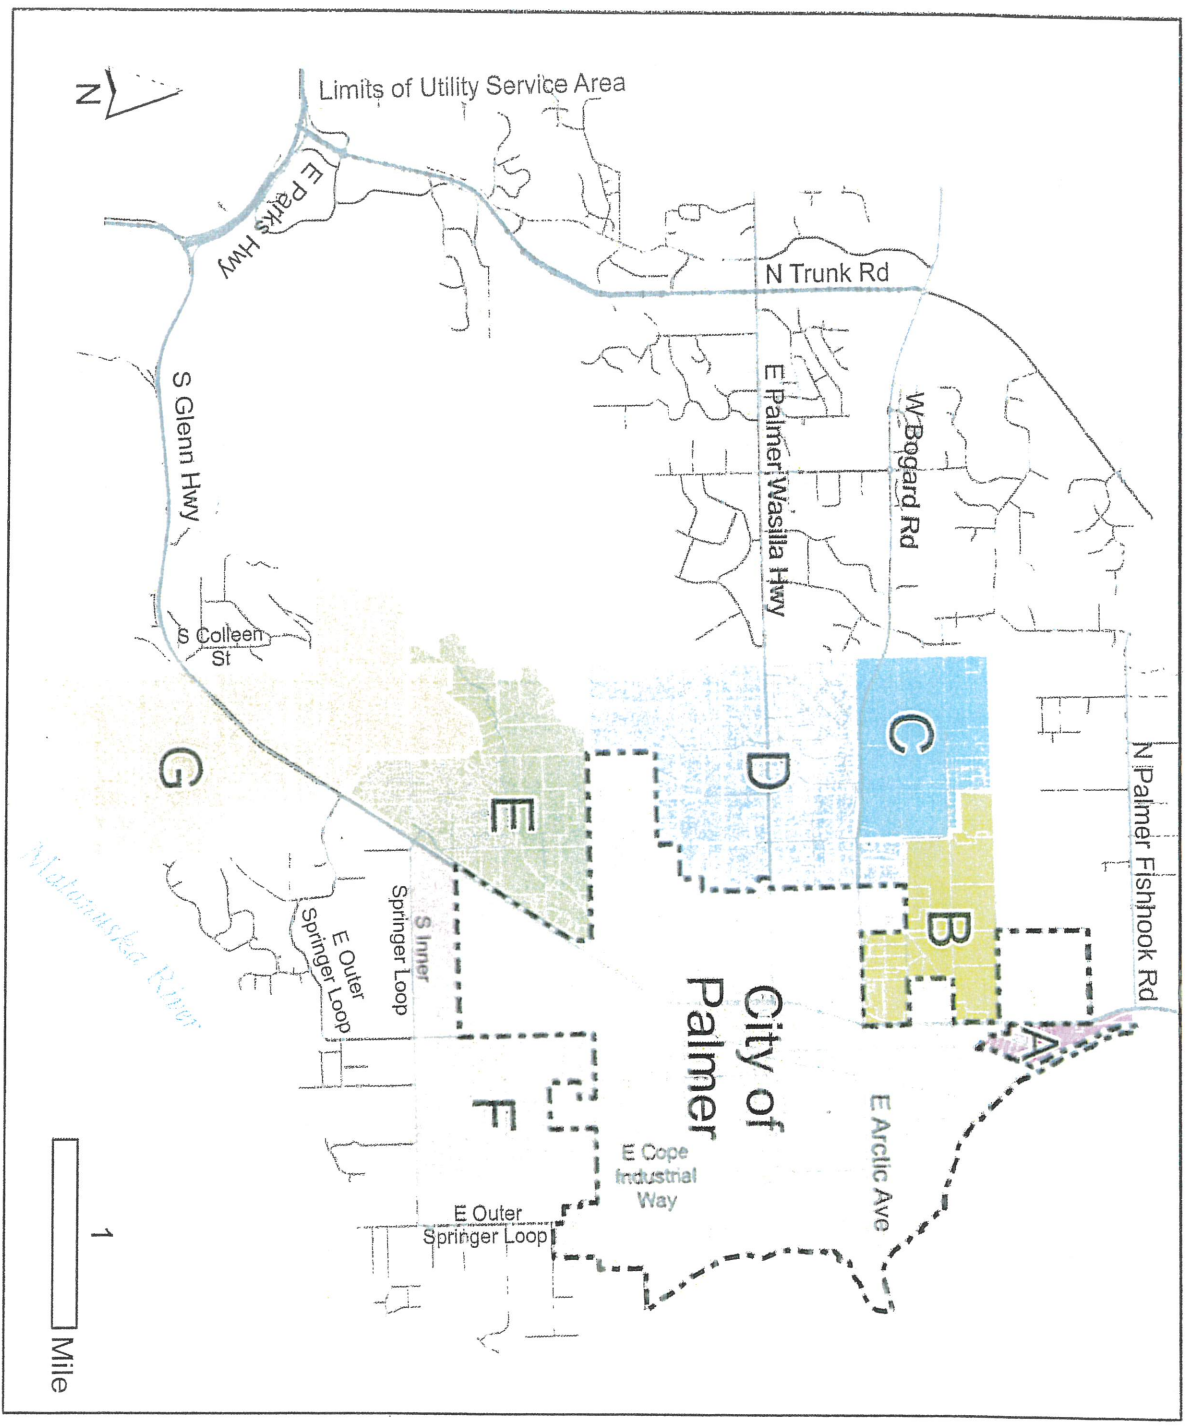 Limits of Utility Service Area
N
E Parks Hwy
N Trunk Rd
S Glenn Hwy
E Palmer Wasilla Hwy
W Bogard Rd
S Colleen
St
N Palmer Fishhook Rd
C
D
E
G
B
A
F
City of
Palmer
Matanuska River
S Inner
Springer Loop
E Outer
Springer Loop
E Cope
Industrial
Way
E Arctic Ave
E Outer
Springer Loop
1
Mile